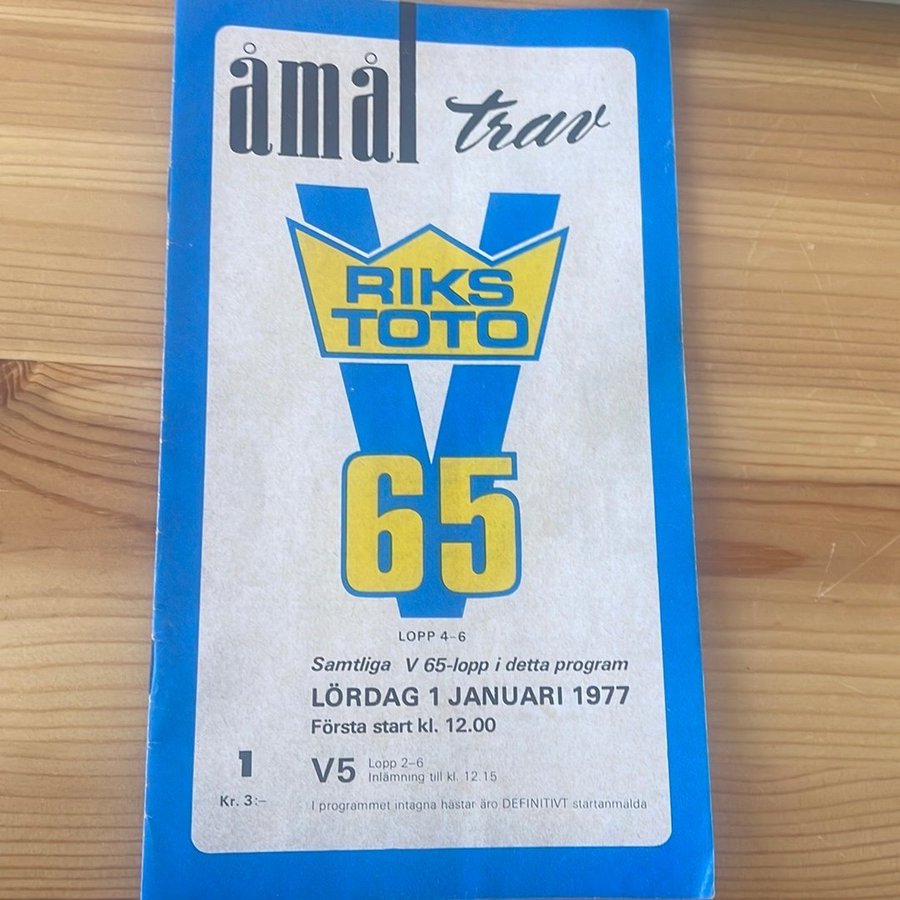 åmål trav
RIKS
TOTO
V
65
LOPP 4-6
Samtliga V 65-lopp i detta program
LÖRDAG 1 JANUARI 1977
Första start kl. 12.00
1
Kr. 3:-
V5
Lopp 2-6
Inlämning till kl. 12.15
I programmet intagna hästar äro DEFINITIVT startanmälda